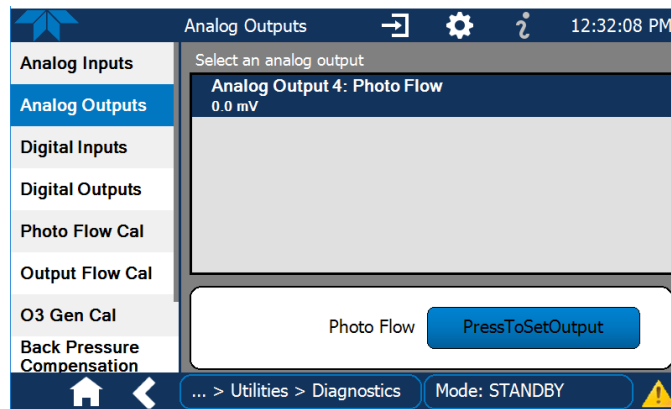 Analog Outputs
12:32:08 PM
Analog Inputs
Analog Outputs
Digital Inputs
Digital Outputs
Photo Flow Cal
Output Flow Cal
O3 Gen Cal
Back Pressure
Compensation
Select an analog output
Analog Output 4: Photo Flow
0.0 mV
Photo Flow
PressToSetOutput
... > Utilities > Diagnostics
Mode: STANDBY